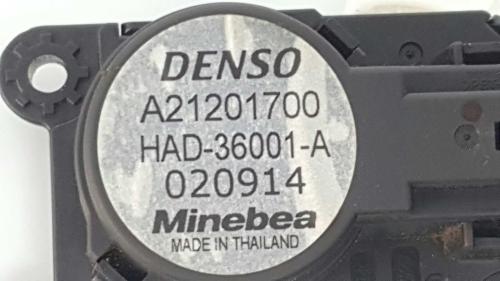 DENSO
A21201700
HAD-36001-A
020914
Minebea
MADE IN THAILAND